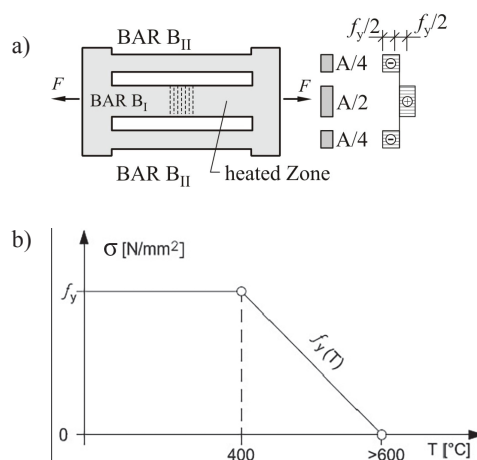 a)
BAR B_II
f_y/2
f_y/2
F
BAR B_I
F
A/4
A/2
A/4
BAR B_II
heated Zone
b)
σ [N/mm²]
f_y
f_y(T)
0
400
>600
T [°C]